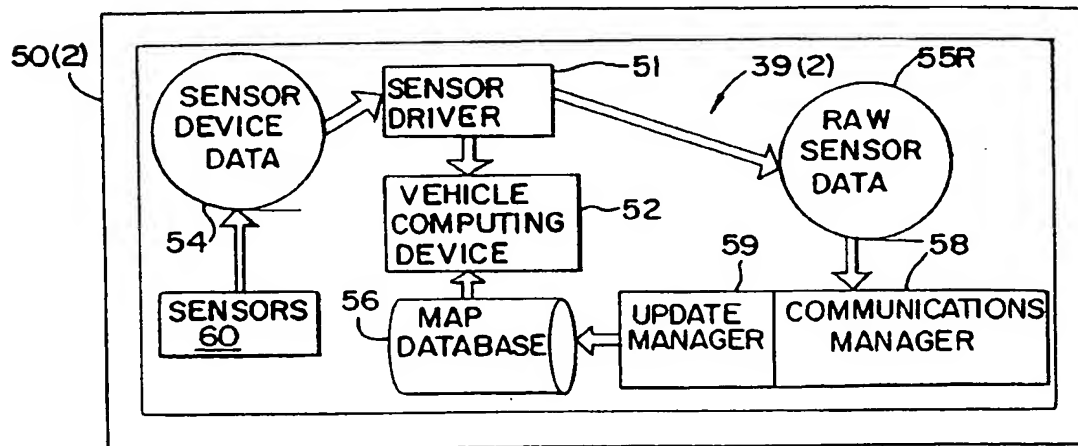 50(2)
SENSOR
DEVICE
DATA
54
SENSORS
60
SENSOR
DRIVER
51
VEHICLE
COMPUTING
DEVICE
52
56
MAP
DATABASE
39(2)
55R
RAW
SENSOR
DATA
58
59
UPDATE
MANAGER
COMMUNICATIONS
MANAGER